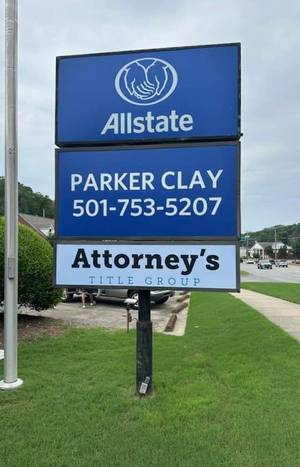 Allstate
PARKER CLAY
501-753-5207
Attorney's
TITLE GROUP